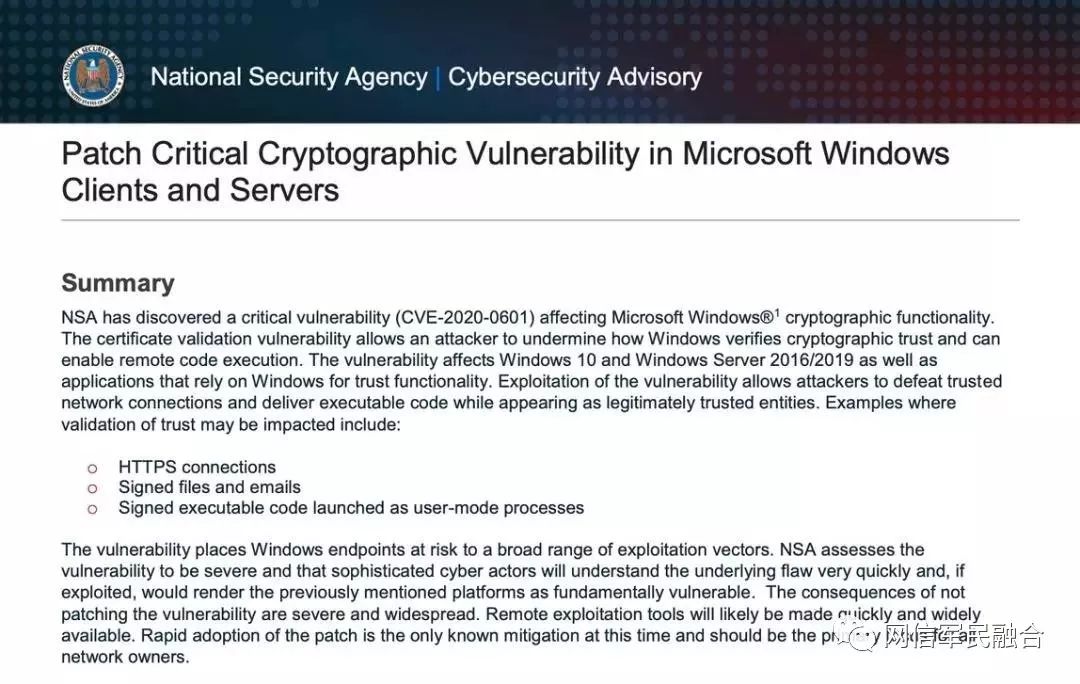 National Security Agency | Cybersecurity Advisory
Patch Critical Cryptographic Vulnerability in Microsoft Windows
Clients and Servers
Summary
NSA has discovered a critical vulnerability (CVE-2020-0601) affecting Microsoft Windows®¹ cryptographic functionality.
The certificate validation vulnerability allows an attacker to undermine how Windows verifies cryptographic trust and can
enable remote code execution. The vulnerability affects Windows 10 and Windows Server 2016/2019 as well as
applications that rely on Windows for trust functionality. Exploitation of the vulnerability allows attackers to defeat trusted
network connections and deliver executable code while appearing as legitimately trusted entities. Examples where
validation of trust may be impacted include:
o HTTPS connections
o Signed files and emails
o Signed executable code launched as user-mode processes
The vulnerability places Windows endpoints at risk to a broad range of exploitation vectors. NSA assesses the
vulnerability to be severe and that sophisticated cyber actors will understand the underlying flaw very quickly and, if
exploited, would render the previously mentioned platforms as fundamentally vulnerable. The consequences of not
patching the vulnerability are severe and widespread. Remote exploitation tools will likely be made quickly and widely
available. Rapid adoption of the patch is the only known mitigation at this time and should be the
network owners.
网信军民融合